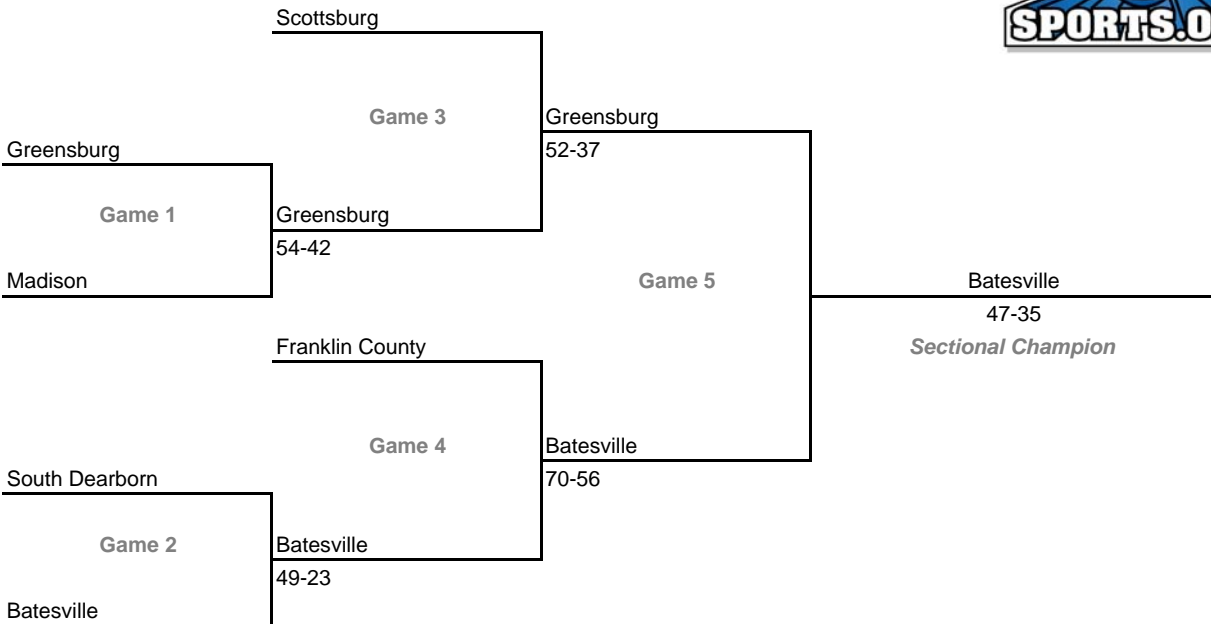 SPORTS.O
Scottsburg
Game 3
Greensburg
52-37
Greensburg
Game 1
Greensburg
54-42
Madison
Game 5
Batesville
47-35
Sectional Champion
Franklin County
Game 4
Batesville
70-56
South Dearborn
Game 2
Batesville
49-23
Batesville